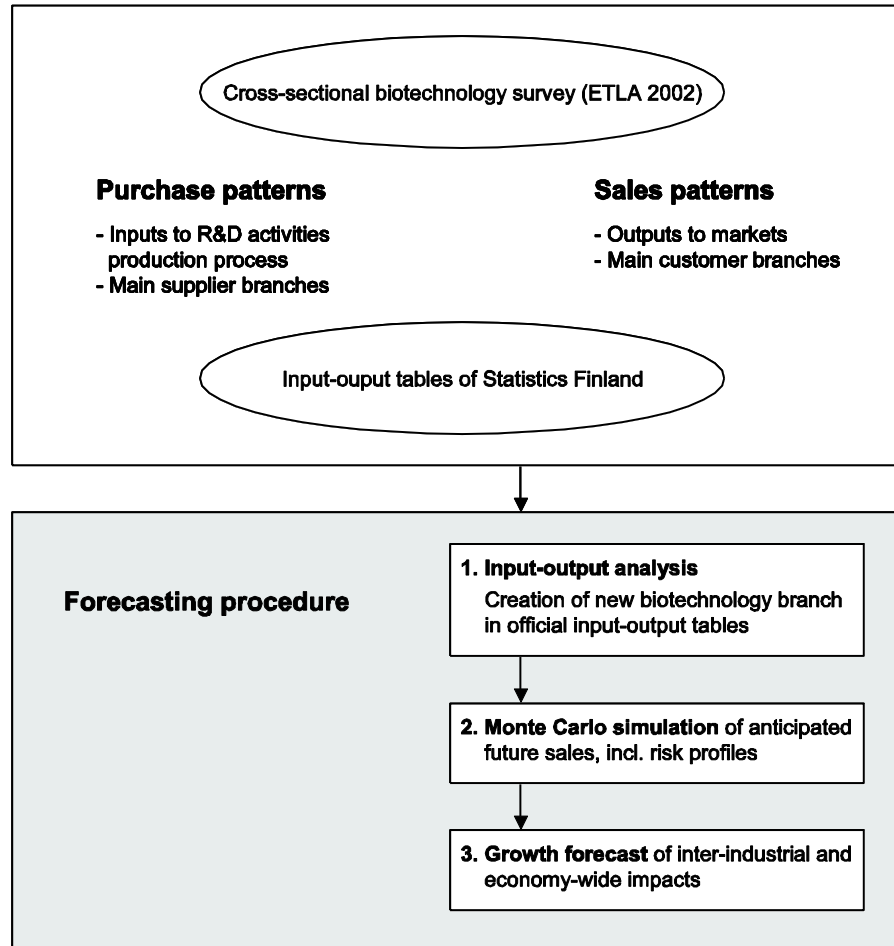 Cross-sectional biotechnology survey (ETLA 2002)
Purchase patterns
- Inputs to R&D activities
production process
- Main supplier branches
Sales patterns
- Outputs to markets
- Main customer branches
Input-ouput tables of Statistics Finland
Forecasting procedure
1. Input-output analysis
Creation of new biotechnology branch
in official input-output tables
2. Monte Carlo simulation of anticipated
future sales, incl. risk profiles
3. Growth forecast of inter-industrial and
economy-wide impacts